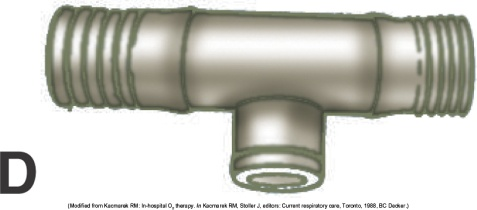 D
(Modified from Kacmarek RM: In-hospital O₂ therapy. In Kacmarek RM, Stoller J, editors: Current respiratory care, Toronto, 1988, BC Decker.)